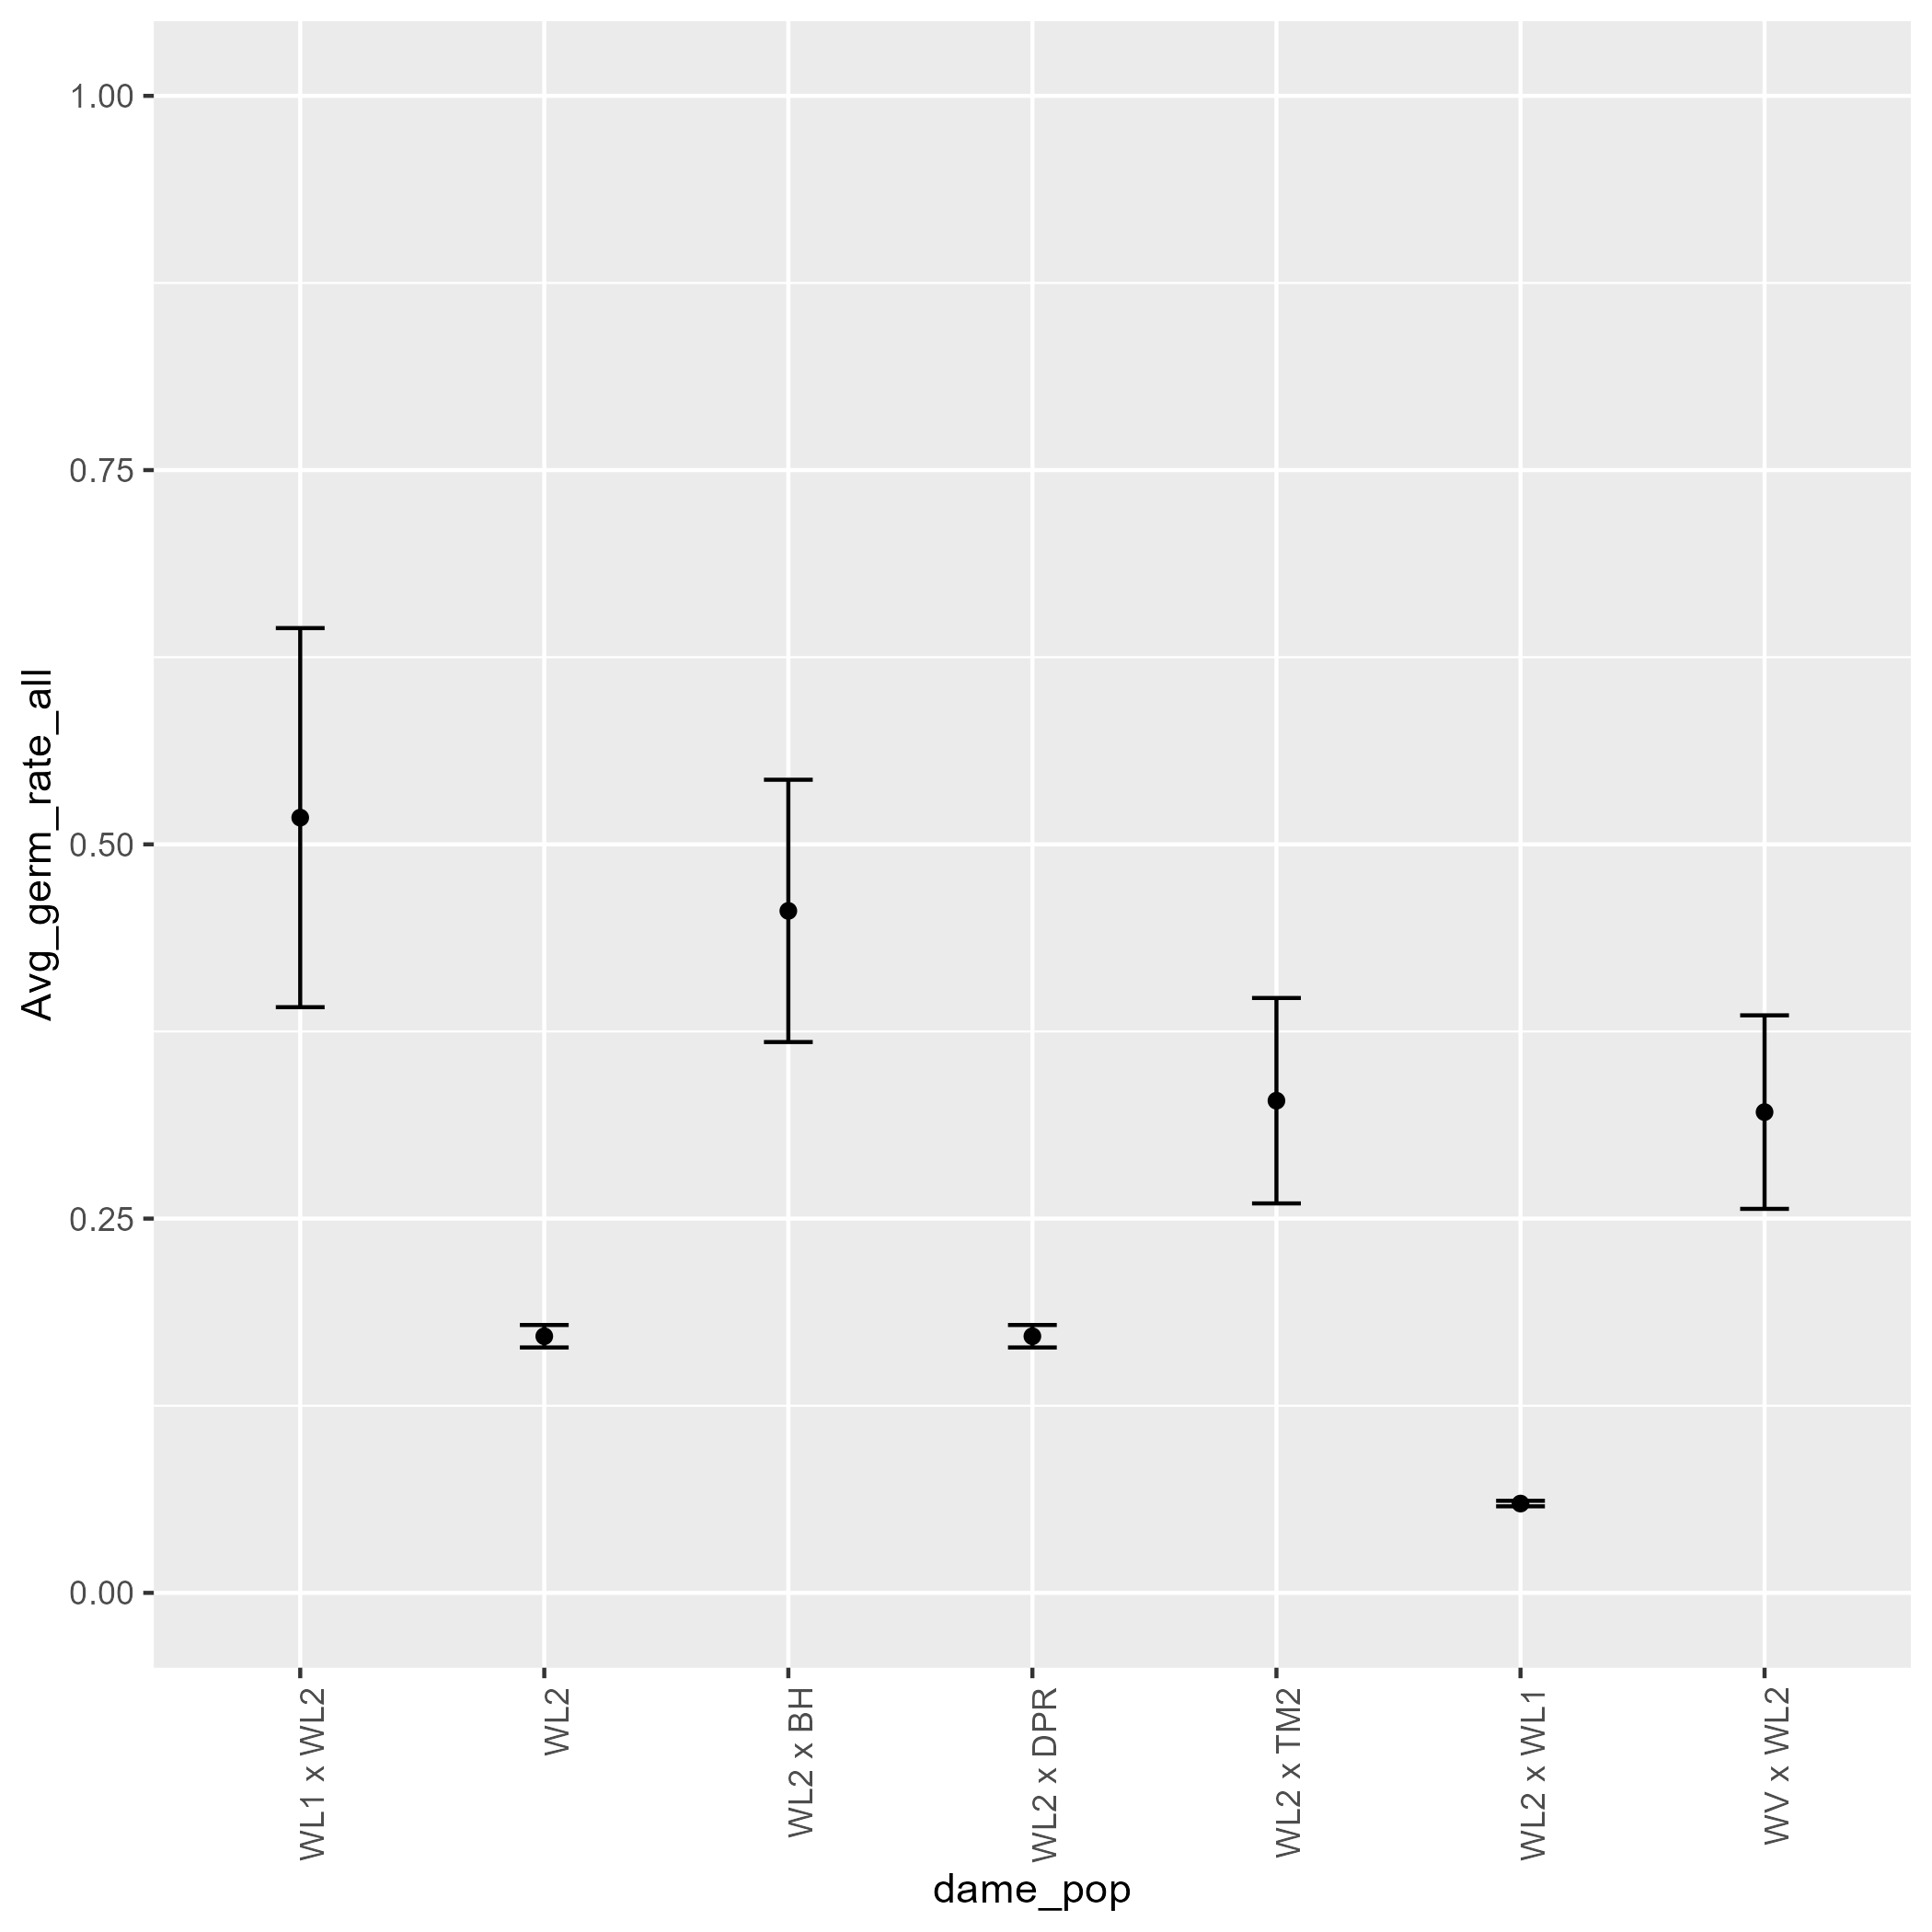 Avg_germ_rate_all
1.00
0.75
0.50
0.25
0.00
WL1 x WL2
WL2
WL2 x BH
WL2 x DPR
WL2 x TM2
WL2 x WL1
WV x WL2
dame_pop